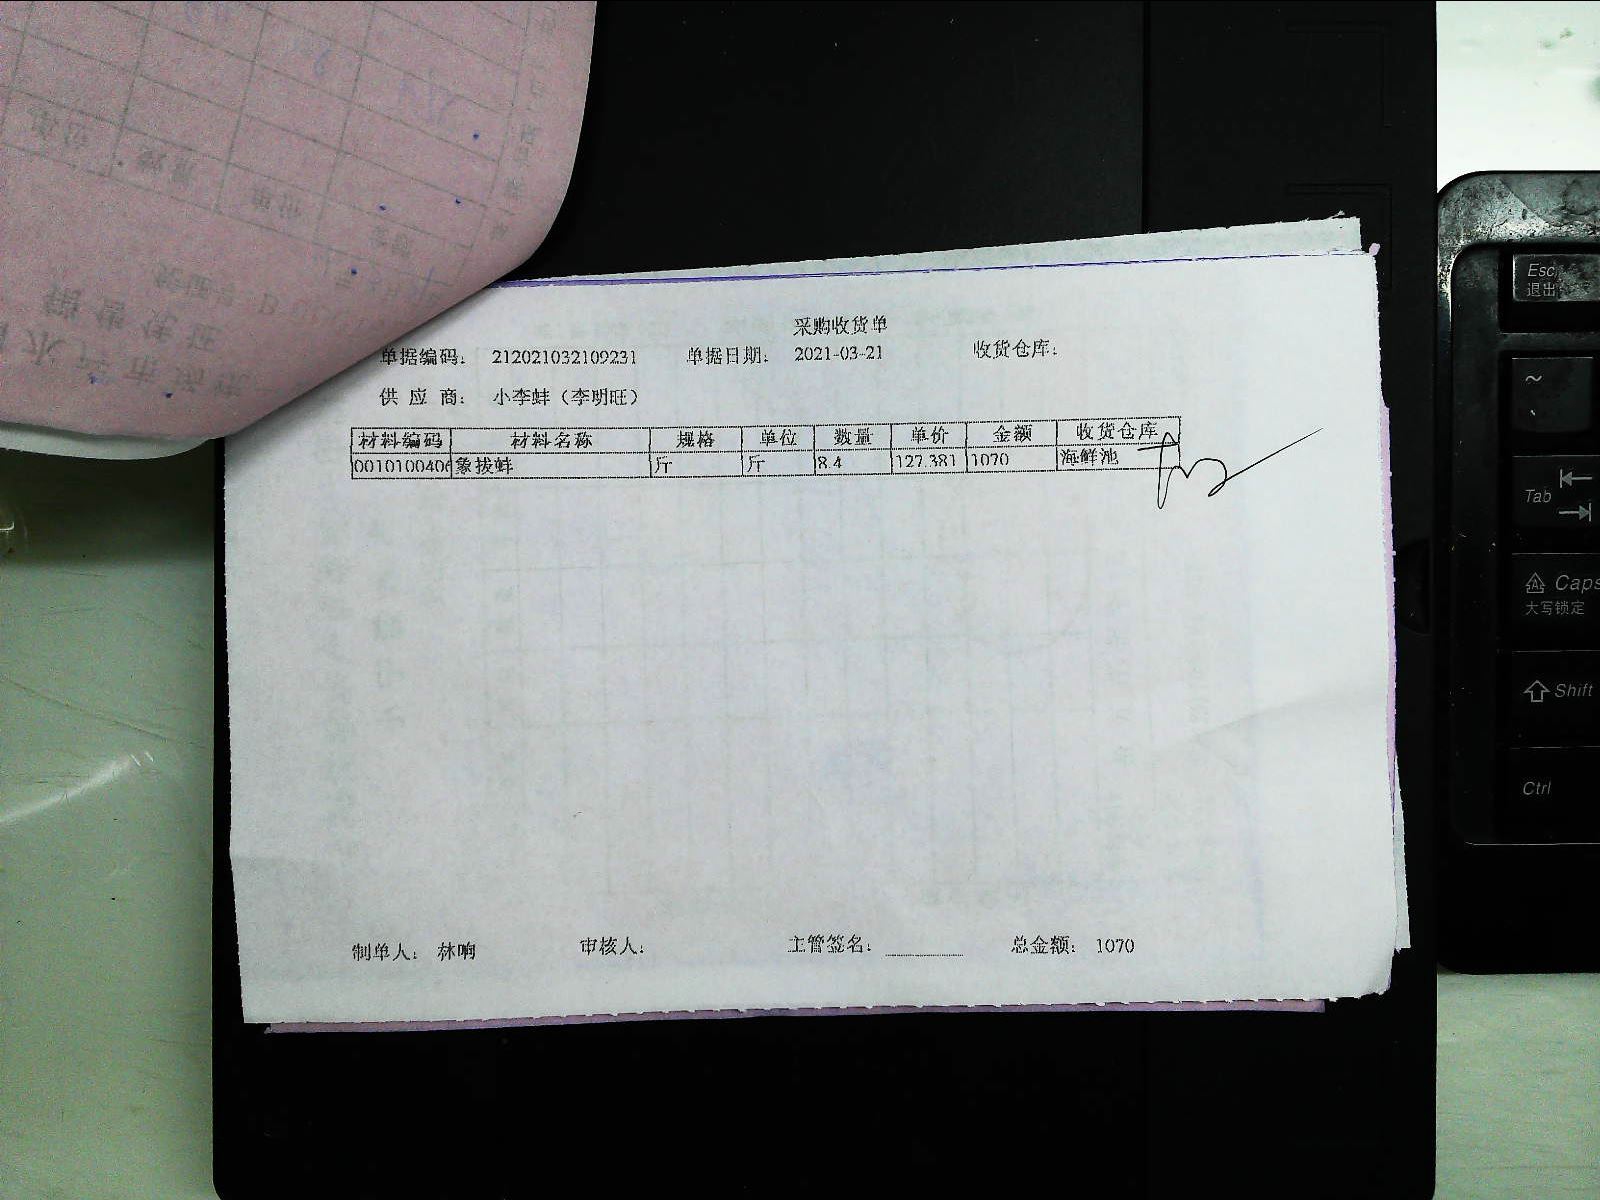 采购收货单
单据编码： 212021032109231 单据日期： 2021-03-21 收货仓库：
供 应 商： 小李蚌（李明旺）
材料编码 材料名称 规格 单位 数量 单价 金额 收货仓库
0010100406 象拔蚌 斤 斤 8.4 127.381 1070 海鲜池
制单人： 林响 审核人： 主管签名： 总金额： 1070
Esc
退出
~
Tab
Caps
大写锁定
Shift
Ctrl